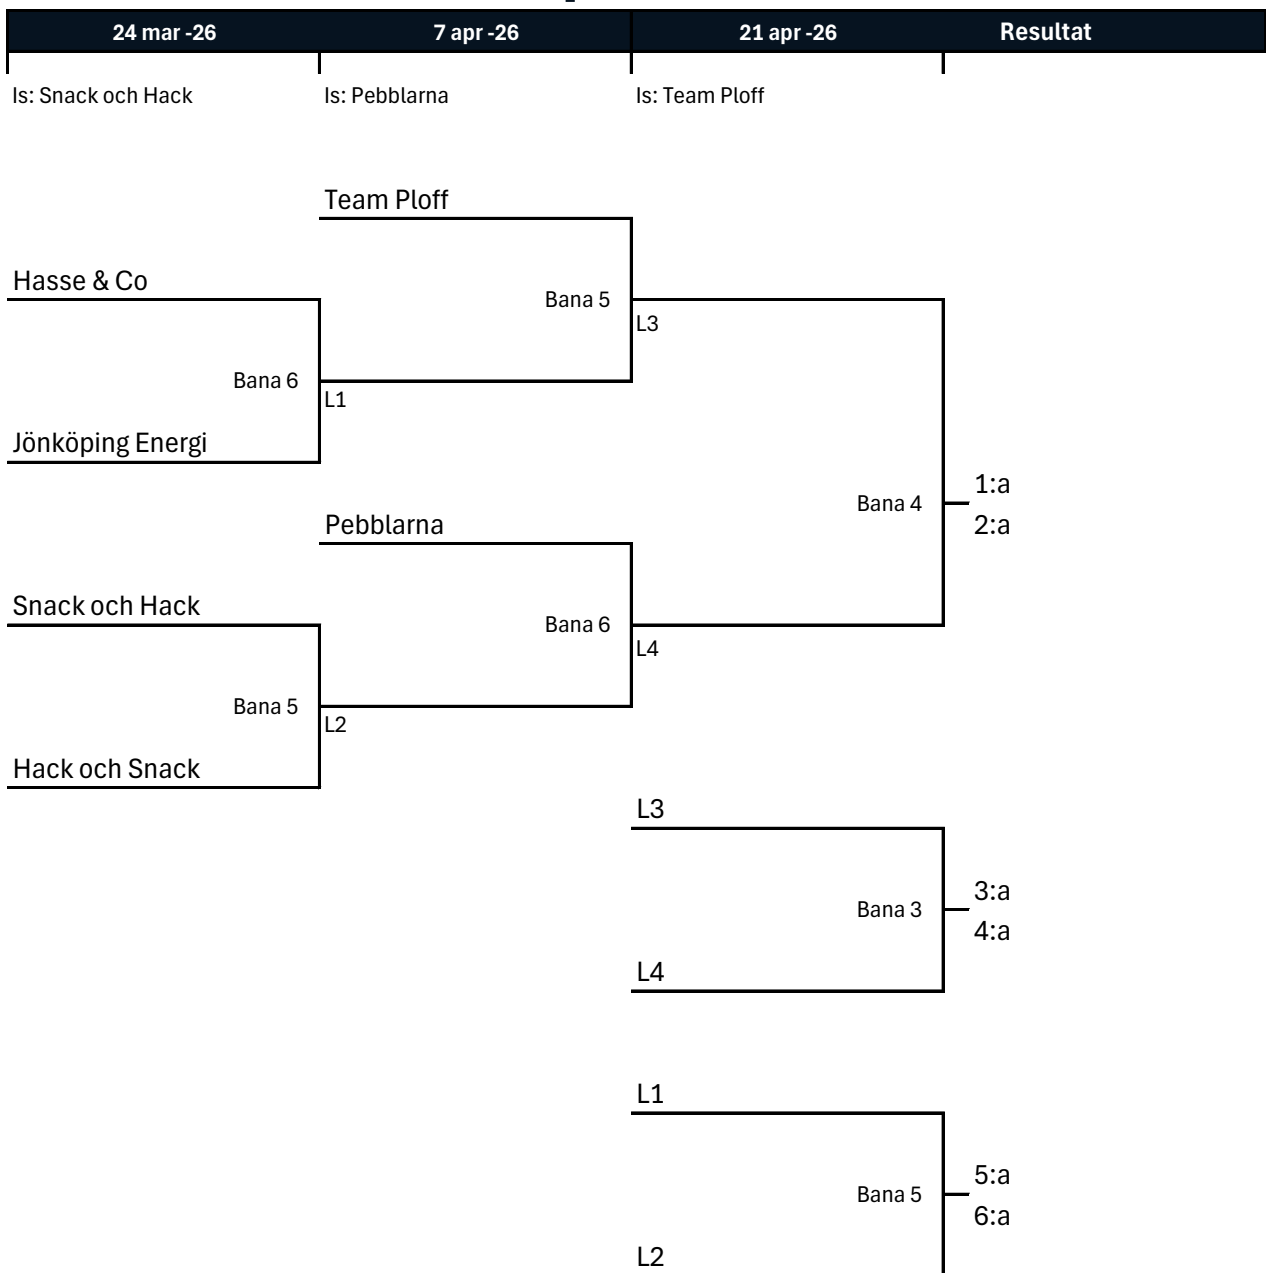 24 mar -26 7 apr -26 21 apr -26 Resultat
Is: Snack och Hack Is: Pebblarna Is: Team Ploff
Team Ploff
Hasse & Co
Bana 5
L3
Bana 6
L1
Jönköping Energi
1:a
Bana 4
2:a
Pebblarna
Snack och Hack
Bana 6
L4
Bana 5
L2
Hack och Snack
L3
3:a
Bana 3
4:a
L4
L1
5:a
Bana 5
6:a
L2